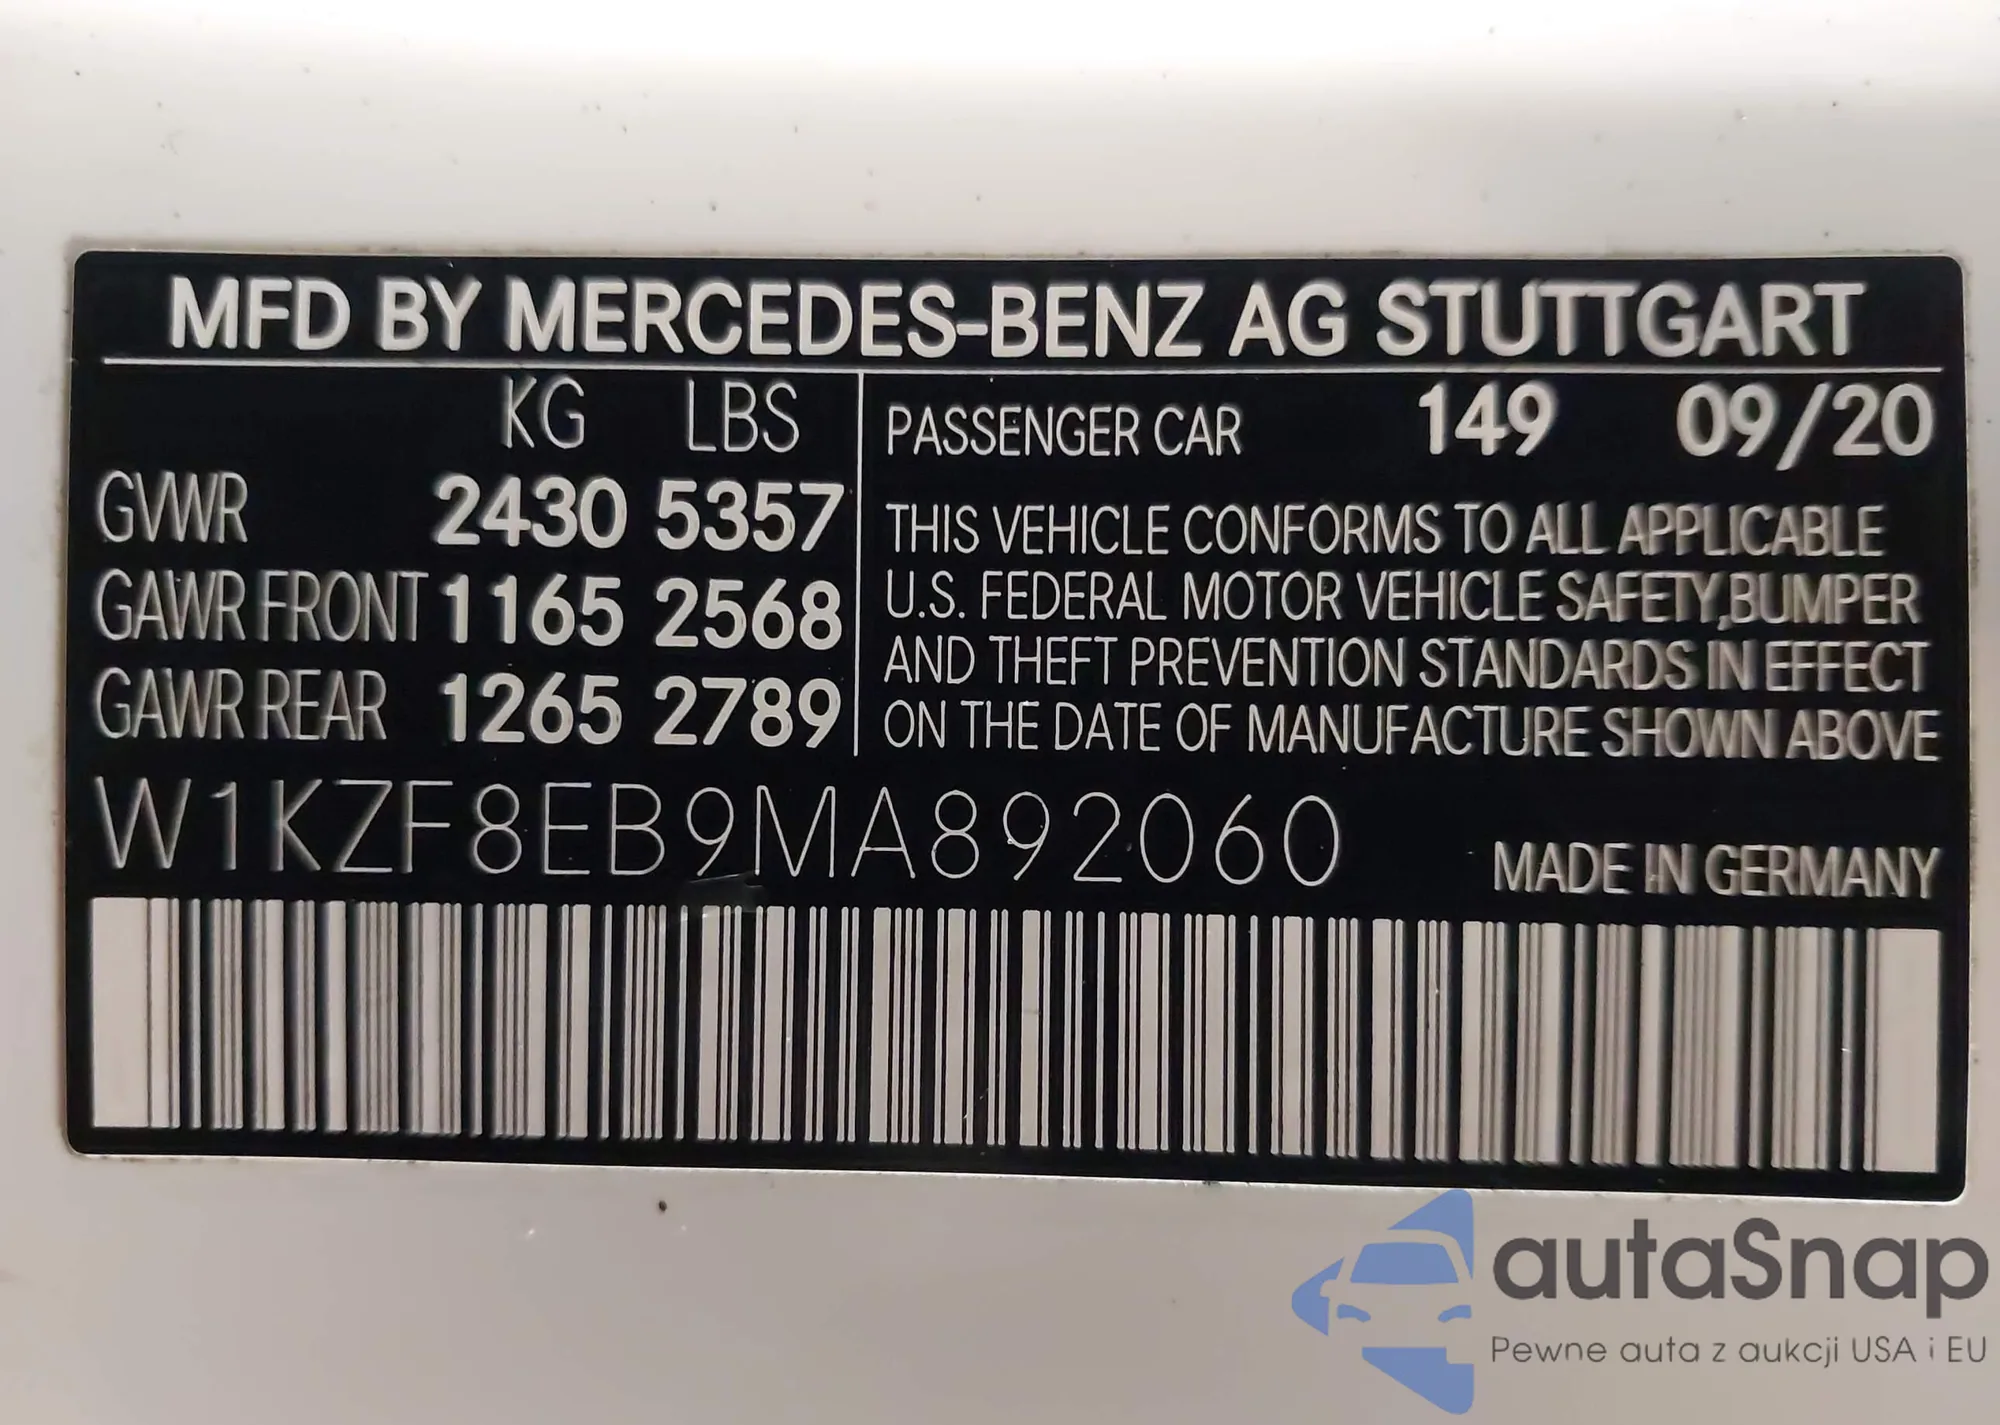 MFD BY MERCEDES-BENZ AG STUTTGART
KG LBS
GVWR 2430 5357
GAWR FRONT 1165 2568
GAWR REAR 1265 2789
PASSENGER CAR 149 09/20
THIS VEHICLE CONFORMS TO ALL APPLICABLE
U.S. FEDERAL MOTOR VEHICLE SAFETY,BUMPER
AND THEFT PREVENTION STANDARDS IN EFFECT
ON THE DATE OF MANUFACTURE SHOWN ABOVE
W1KZF8EB9MA892060
MADE IN GERMANY
autaSnap
Pewne auta z aukcji USA i EU